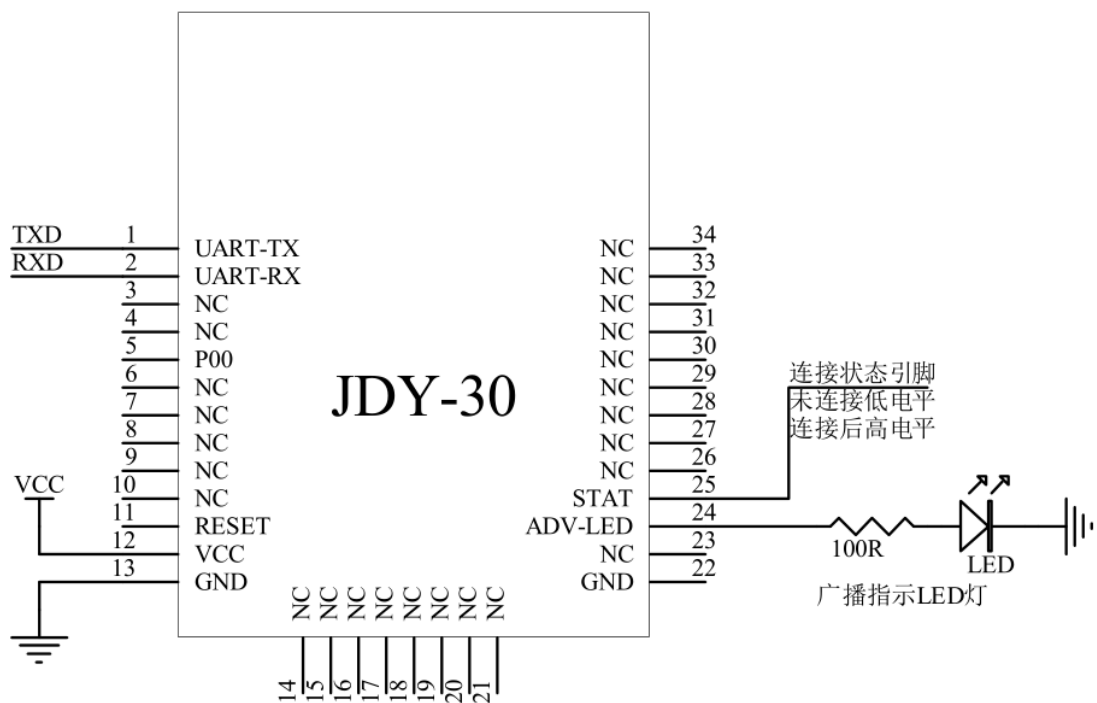 TXD 1 UART-TX NC 34
RXD 2 UART-RX NC 33
3 NC NC 32
4 NC NC 31
5 P00 NC 30
6 NC NC 29 连接状态引脚
7 NC JDY-30 NC 28 未连接低电平
8 NC NC 27 连接后高电平
9 NC NC 26
VCC 10 NC STAT 25
11 RESET ADV-LED 24
12 VCC NC 23 100R LED
13 GND GND 22
广播指示LED灯
NC NC NC NC NC NC NC NC
14 15 16 17 18 19 20 21